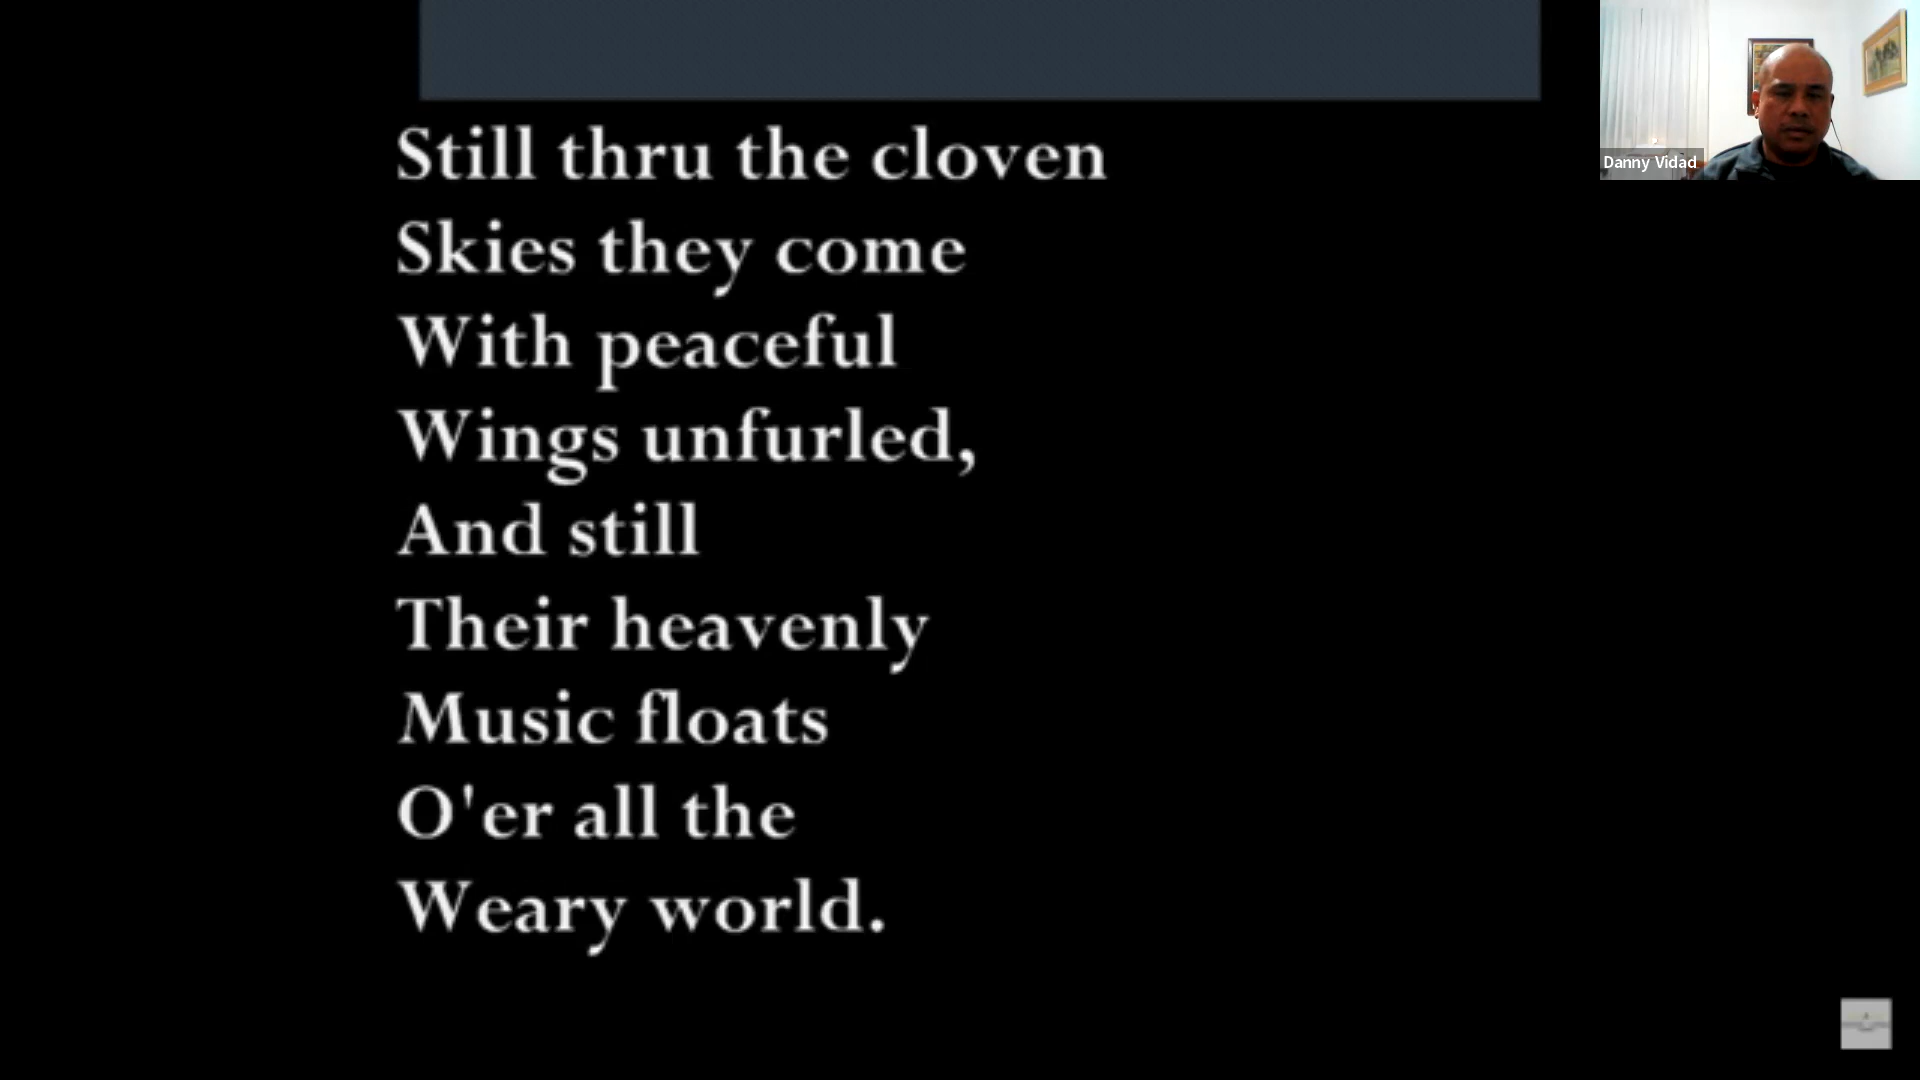 Still thru the cloven
Skies they come
With peaceful
Wings unfurled,
And still
Their heavenly
Music floats
O'er all the
Weary world.
Danny Vidad